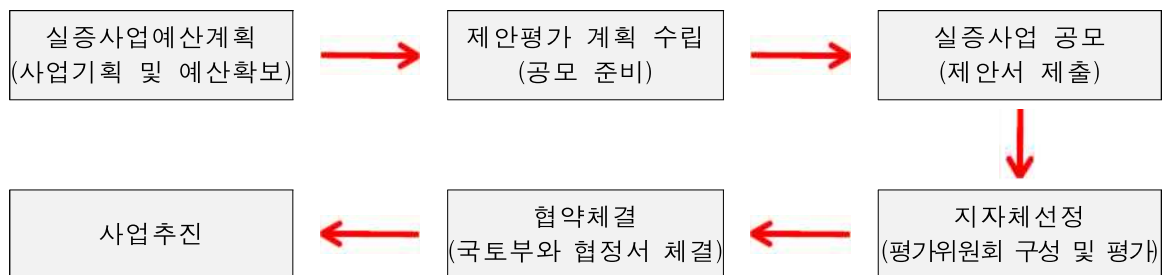 실증사업예산계획
(사업기획 및 예산확보)
제안평가 계획 수립
(공모 준비)
실증사업 공모
(제안서 제출)
지자체선정
(평가위원회 구성 및 평가)
협약체결
(국토부와 협정서 체결)
사업추진